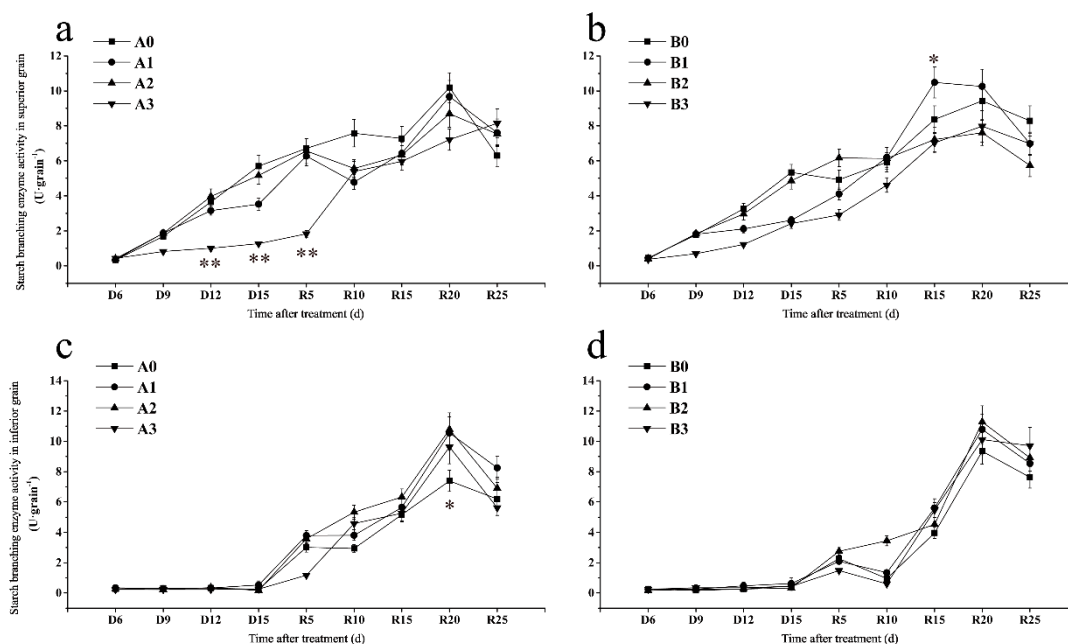 a
A0
A1
A2
A3
Starch branching enzyme activity in superior grain
(U·grain⁻¹)
12
10
8
6
4
2
0
** ** **
D6 D9 D12 D15 R5 R10 R15 R20 R25
Time after treatment (d)
b
B0
B1
B2
B3
12
10
8
6
4
2
0
*
D6 D9 D12 D15 R5 R10 R15 R20 R25
Time after treatment (d)
c
A0
A1
A2
A3
Starch branching enzyme activity in inferior grain
(U·grain⁻¹)
14
12
10
8
6
4
2
0
*
D6 D9 D12 D15 R5 R10 R15 R20 R25
Time after treatment (d)
d
B0
B1
B2
B3
14
12
10
8
6
4
2
0
D6 D9 D12 D15 R5 R10 R15 R20 R25
Time after treatment (d)